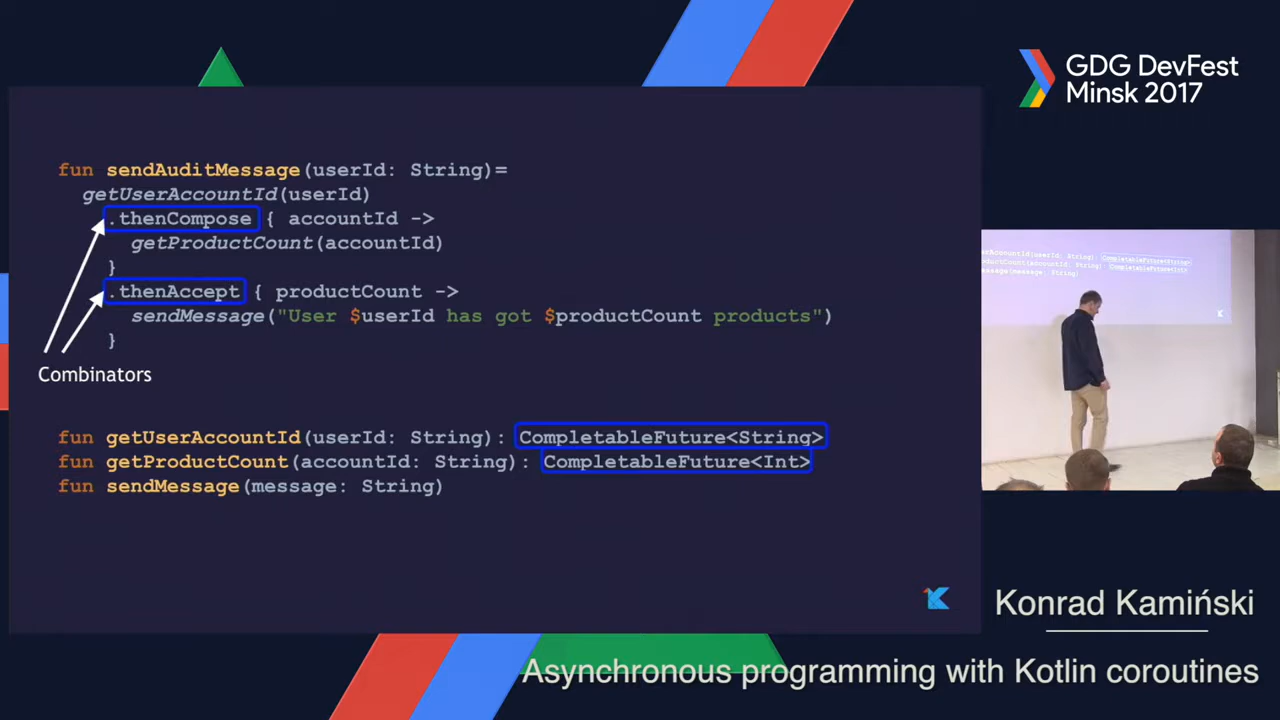 GDG DevFest
Minsk 2017
fun sendAuditMessage(userId: String)=
getUserAccountId(userId)
.thenCompose { accountId ->
getProductCount(accountId)
}
.thenAccept { productCount ->
sendMessage("User $userId has got $productCount products")
}
Combinators
fun getUserAccountId(userId: String): CompletableFuture<String>
fun getProductCount(accountId: String): CompletableFuture<Int>
fun sendMessage(message: String)
Konrad Kamiński
Asynchronous programming with Kotlin coroutines